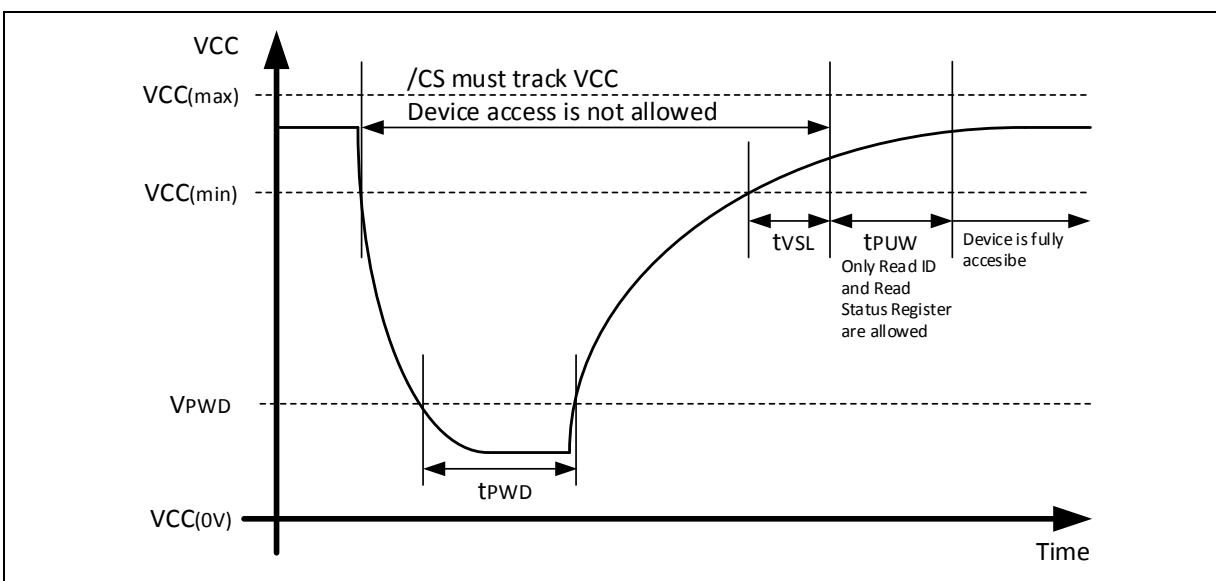 VCC
VCC(max)
/CS must track VCC
Device access is not allowed
VCC(min)
tVSL
tPUW
Device is fully
accesibe
Only Read ID
and Read
Status Register
are allowed
VPWD
tPWD
VCC(0V)
Time